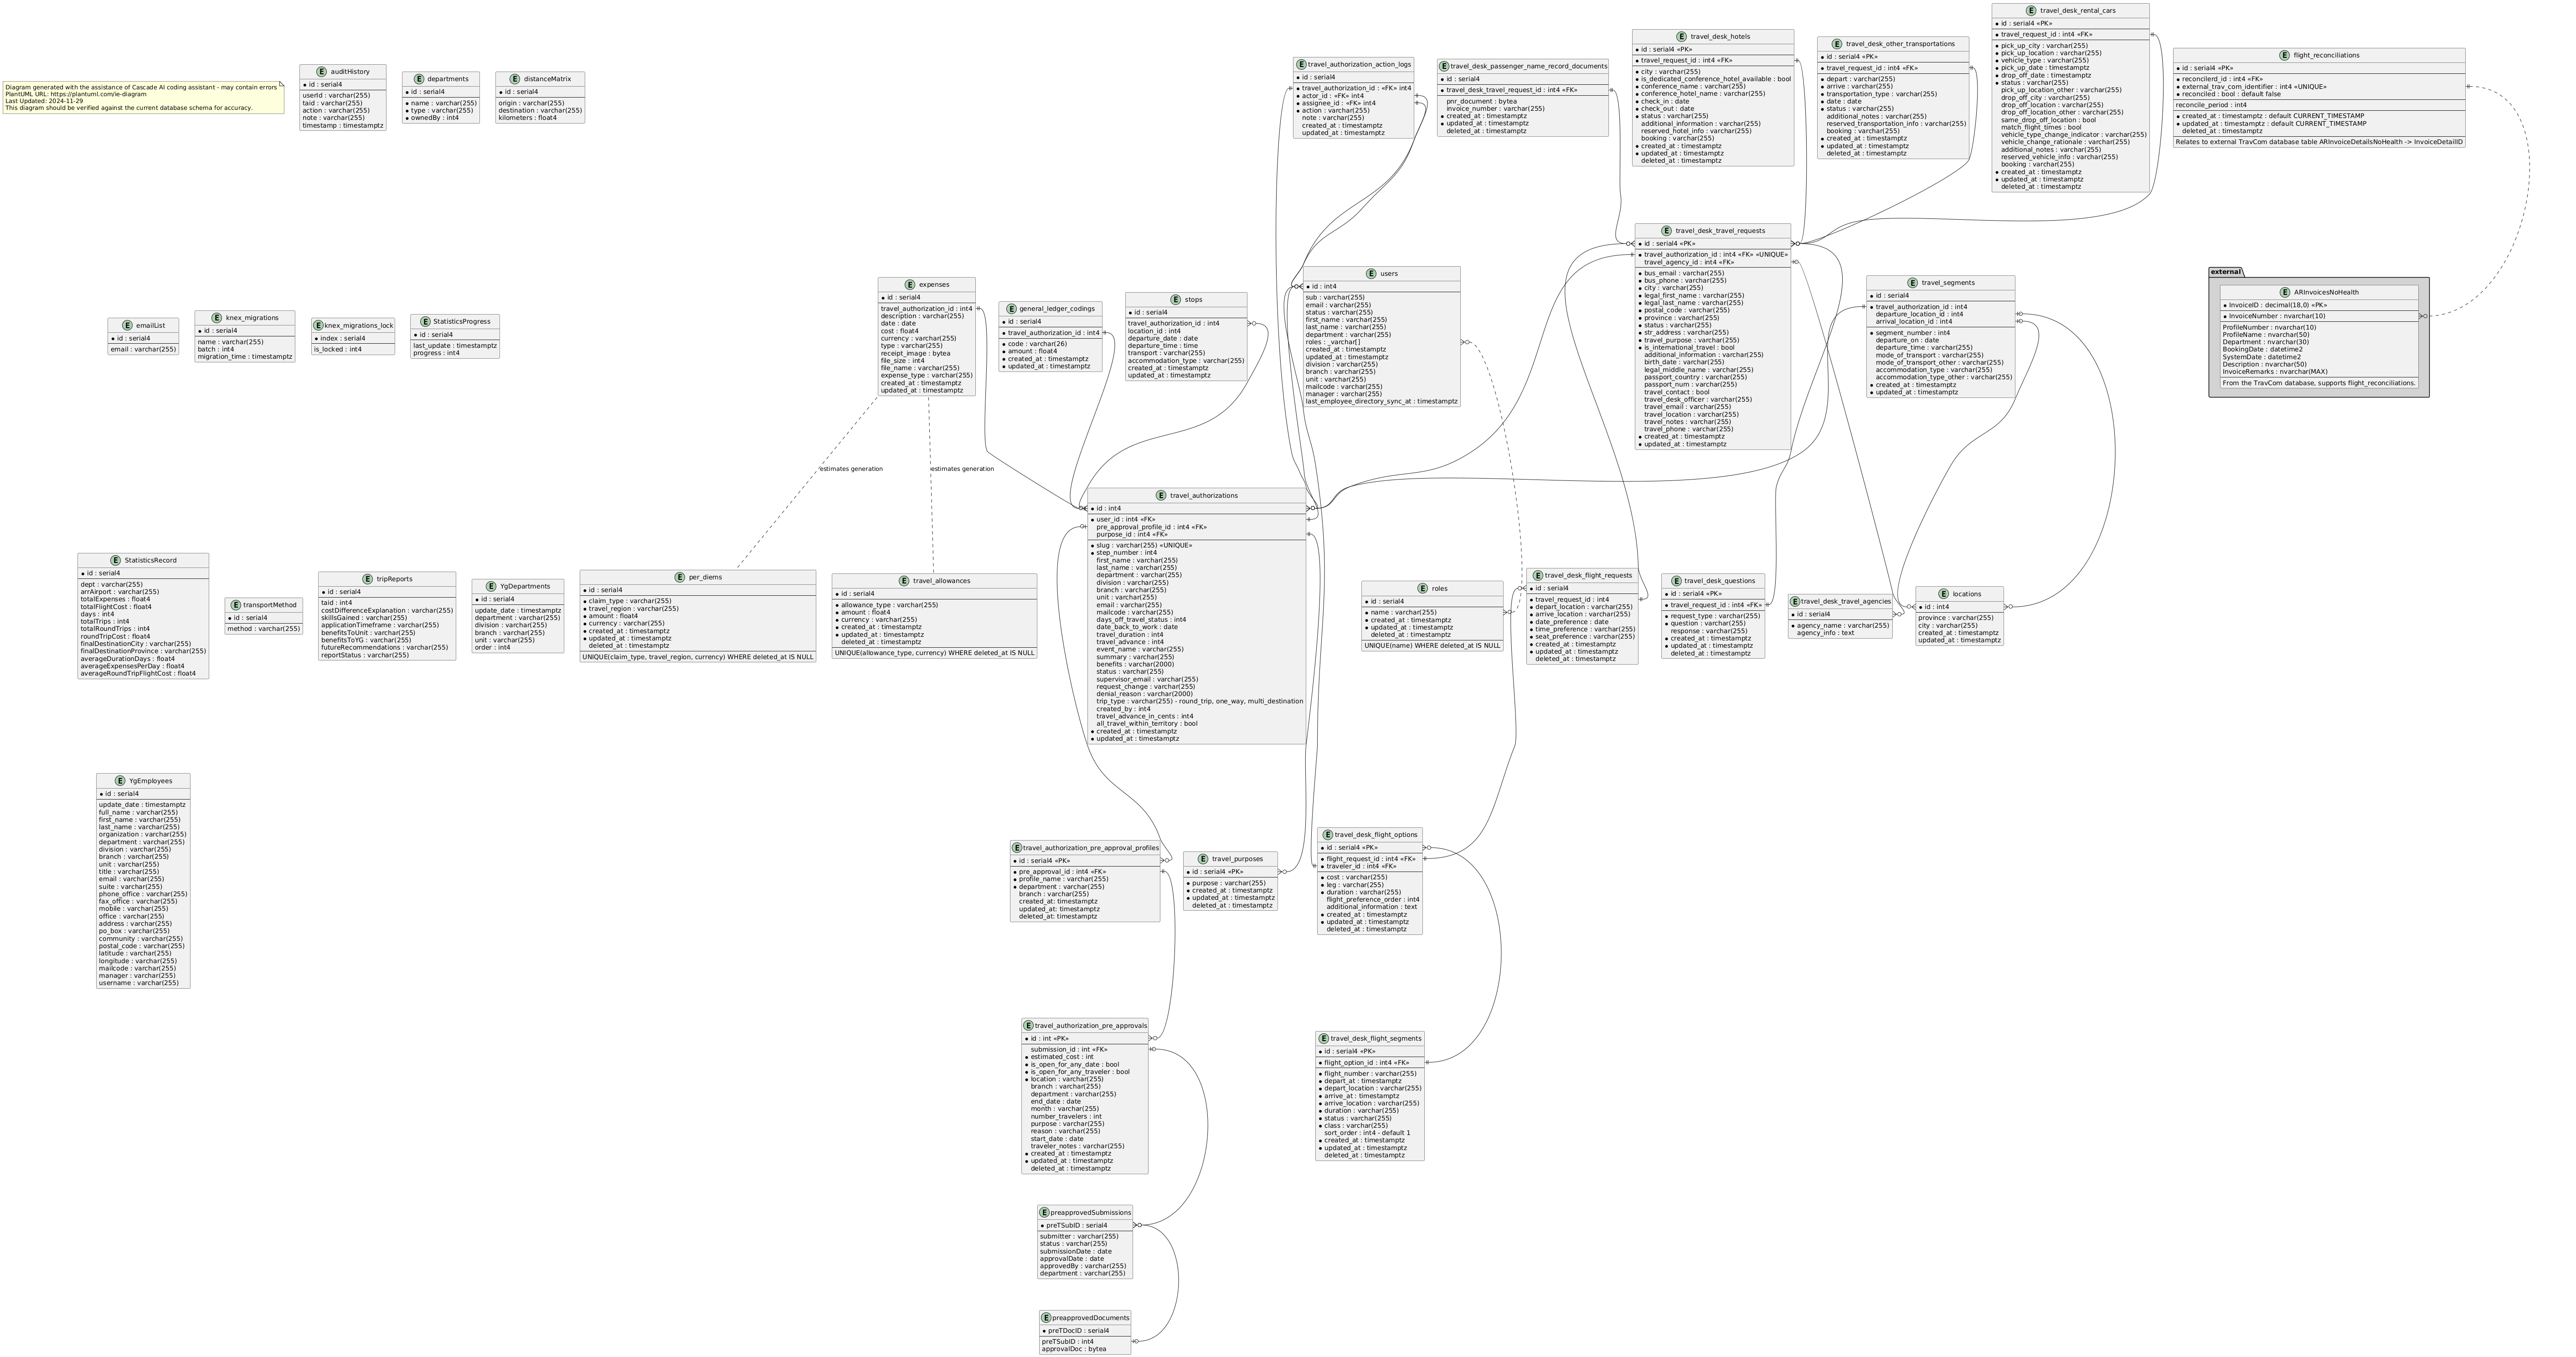 Diagram generated with the assistance of Cascade AI coding assistant - may contain errors
PlantUML URL: https://plantuml.com/ie-diagram
Last Updated: 2024-11-29
This diagram should be verified against the current database schema for accuracy.
E auditHistory
id : serial4
userId : varchar(255)
taid : varchar(255)
action : varchar(255)
note : varchar(255)
timestamp : timestamptz
E departments
id : serial4
name : varchar(255)
type : varchar(255)
ownedBy : int4
E distanceMatrix
id : serial4
origin : varchar(255)
destination : varchar(255)
kilometers : float4
E travel_authorization_action_logs
id : serial4
travel_authorization_id : «FK» int4
actor_id : «FK» int4
assignee_id : «FK» int4
action : varchar(255)
note : varchar(255)
created_at : timestamptz
updated_at : timestamptz
E travel_desk_passenger_name_record_documents
id : serial4
travel_desk_travel_request_id : int4 «FK»
pnr_document : bytea
invoice_number : varchar(255)
created_at : timestamptz
updated_at : timestamptz
deleted_at : timestamptz
E travel_desk_hotels
id : serial4 «PK»
travel_request_id : int4 «FK»
city : varchar(255)
is_dedicated_conference_hotel_available : bool
conference_name : varchar(255)
conference_hotel_name : varchar(255)
check_in : date
check_out : date
status : varchar(255)
additional_information : varchar(255)
reserved_hotel_info : varchar(255)
booking : varchar(255)
created_at : timestamptz
updated_at : timestamptz
deleted_at : timestamptz
E travel_desk_other_transportations
id : serial4 «PK»
travel_request_id : int4 «FK»
depart : varchar(255)
arrive : varchar(255)
transportation_type : varchar(255)
date : date
status : varchar(255)
additional_notes : varchar(255)
reserved_transportation_info : varchar(255)
booking : varchar(255)
created_at : timestamptz
updated_at : timestamptz
deleted_at : timestamptz
E travel_desk_rental_cars
id : serial4 «PK»
travel_request_id : int4 «FK»
pick_up_city : varchar(255)
pick_up_location : varchar(255)
vehicle_type : varchar(255)
pick_up_date : timestamptz
drop_off_date : timestamptz
status : varchar(255)
pick_up_location_other : varchar(255)
drop_off_city : varchar(255)
drop_off_location : varchar(255)
drop_off_location_other : varchar(255)
same_drop_off_location : bool
match_flight_times : bool
vehicle_type_change_indicator : varchar(255)
vehicle_change_rationale : varchar(255)
additional_notes : varchar(255)
reserved_vehicle_info : varchar(255)
booking : varchar(255)
created_at : timestamptz
updated_at : timestamptz
deleted_at : timestamptz
E flight_reconciliations
id : serial4 «PK»
reconcilerd_id : int4 «FK»
external_trav_com_identifier : int4 «UNIQUE»
reconciled : bool : default false
reconcile_period : int4
created_at : timestamptz : default CURRENT_TIMESTAMP
updated_at : timestamptz : default CURRENT_TIMESTAMP
deleted_at : timestamptz
Relates to external TravCom database table ARInvoiceDetailsNoHealth -> InvoiceDetailID
E emailList
id : serial4
email : varchar(255)
E knex_migrations
id : serial4
name : varchar(255)
batch : int4
migration_time : timestamptz
E knex_migrations_lock
index : serial4
is_locked : int4
E StatisticsProgress
id : serial4
last_update : timestamptz
progress : int4
E expenses
id : serial4
travel_authorization_id : int4
description : varchar(255)
date : date
cost : float4
currency : varchar(255)
type : varchar(255)
receipt_image : bytea
file_size : int4
file_name : varchar(255)
expense_type : varchar(255)
created_at : timestamptz
updated_at : timestamptz
E general_ledger_codings
id : serial4
travel_authorization_id : int4
code : varchar(26)
amount : float4
created_at : timestamptz
updated_at : timestamptz
E stops
id : serial4
travel_authorization_id : int4
location_id : int4
departure_date : date
departure_time : time
transport : varchar(255)
accommodation_type : varchar(255)
created_at : timestamptz
updated_at : timestamptz
E users
id : int4
sub : varchar(255)
email : varchar(255)
status : varchar(255)
first_name : varchar(255)
last_name : varchar(255)
department : varchar(255)
roles : _varchar[]
created_at : timestamptz
updated_at : timestamptz
division : varchar(255)
branch : varchar(255)
unit : varchar(255)
mailcode : varchar(255)
manager : varchar(255)
last_employee_directory_sync_at : timestamptz
E travel_desk_travel_requests
id : serial4 «PK»
travel_authorization_id : int4 «FK» «UNIQUE»
travel_agency_id : int4 «FK»
bus_email : varchar(255)
bus_phone : varchar(255)
city : varchar(255)
legal_first_name : varchar(255)
legal_last_name : varchar(255)
postal_code : varchar(255)
province : varchar(255)
status : varchar(255)
str_address : varchar(255)
travel_purpose : varchar(255)
is_international_travel : bool
additional_information : varchar(255)
birth_date : varchar(255)
legal_middle_name : varchar(255)
passport_country : varchar(255)
passport_num : varchar(255)
travel_contact : bool
travel_desk_officer : varchar(255)
travel_email : varchar(255)
travel_location : varchar(255)
travel_notes : varchar(255)
travel_phone : varchar(255)
created_at : timestamptz
updated_at : timestamptz
E travel_segments
id : serial4
travel_authorization_id : int4
departure_location_id : int4
arrival_location_id : int4
segment_number : int4
departure_on : date
departure_time : varchar(255)
mode_of_transport : varchar(255)
mode_of_transport_other : varchar(255)
accommodation_type : varchar(255)
accommodation_type_other : varchar(255)
created_at : timestamptz
updated_at : timestamptz
external
E ARInvoicesNoHealth
InvoiceID : decimal(18,0) «PK»
InvoiceNumber : nvarchar(10)
ProfileNumber : nvarchar(10)
ProfileName : nvarchar(50)
Department : nvarchar(30)
BookingDate : datetime2
SystemDate : datetime2
Description : nvarchar(50)
InvoiceRemarks : nvarchar(MAX)
From the TravCom database, supports flight_reconciliations.
estimates generation
estimates generation
E StatisticsRecord
id : serial4
dept : varchar(255)
arrAirport : varchar(255)
totalExpenses : float4
totalFlightCost : float4
days : int4
totalTrips : int4
totalRoundTrips : int4
roundTripCost : float4
finalDestinationCity : varchar(255)
finalDestinationProvince : varchar(255)
averageDurationDays : float4
averageExpensesPerDay : float4
averageRoundTripFlightCost : float4
E transportMethod
id : serial4
method : varchar(255)
E tripReports
id : serial4
taid : int4
costDifferenceExplanation : varchar(255)
skillsGained : varchar(255)
applicationTimeframe : varchar(255)
benefitsToUnit : varchar(255)
benefitsToYG : varchar(255)
futureRecommendations : varchar(255)
reportStatus : varchar(255)
E YgDepartments
id : serial4
update_date : timestamptz
department : varchar(255)
division : varchar(255)
branch : varchar(255)
unit : varchar(255)
order : int4
E per_diems
id : serial4
claim_type : varchar(255)
travel_region : varchar(255)
amount : float4
currency : varchar(255)
created_at : timestamptz
updated_at : timestamptz
deleted_at : timestamptz
UNIQUE(claim_type, travel_region, currency) WHERE deleted_at IS NULL
E travel_allowances
id : serial4
allowance_type : varchar(255)
amount : float4
currency : varchar(255)
created_at : timestamptz
updated_at : timestamptz
deleted_at : timestamptz
UNIQUE(allowance_type, currency) WHERE deleted_at IS NULL
E travel_authorizations
id : int4
user_id : int4 «FK»
pre_approval_profile_id : int4 «FK»
purpose_id : int4 «FK»
slug : varchar(255) «UNIQUE»
step_number : int4
first_name : varchar(255)
last_name : varchar(255)
department : varchar(255)
division : varchar(255)
branch : varchar(255)
unit : varchar(255)
email : varchar(255)
mailcode : varchar(255)
days_off_travel_status : int4
date_back_to_work : date
travel_duration : int4
travel_advance : int4
event_name : varchar(255)
summary : varchar(255)
benefits : varchar(2000)
status : varchar(255)
supervisor_email : varchar(255)
request_change : varchar(255)
denial_reason : varchar(2000)
trip_type : varchar(255) - round_trip, one_way, multi_destination
created_by : int4
travel_advance_in_cents : int4
all_travel_within_territory : bool
created_at : timestamptz
updated_at : timestamptz
E roles
id : serial4
name : varchar(255)
created_at : timestamptz
updated_at : timestamptz
deleted_at : timestamptz
UNIQUE(name) WHERE deleted_at IS NULL
E travel_desk_flight_requests
id : serial4
travel_request_id : int4
depart_location : varchar(255)
arrive_location : varchar(255)
date_preference : date
time_preference : varchar(255)
seat_preference : varchar(255)
created_at : timestamptz
updated_at : timestamptz
deleted_at : timestamptz
E travel_desk_questions
id : serial4 «PK»
travel_request_id : int4 «FK»
request_type : varchar(255)
question : varchar(255)
response : varchar(255)
created_at : timestamptz
updated_at : timestamptz
deleted_at : timestamptz
E travel_desk_travel_agencies
id : serial4
agency_name : varchar(255)
agency_info : text
E locations
id : int4
province : varchar(255)
city : varchar(255)
created_at : timestamptz
updated_at : timestamptz
E YgEmployees
id : serial4
update_date : timestamptz
full_name : varchar(255)
first_name : varchar(255)
last_name : varchar(255)
organization : varchar(255)
department : varchar(255)
division : varchar(255)
branch : varchar(255)
unit : varchar(255)
title : varchar(255)
email : varchar(255)
suite : varchar(255)
phone_office : varchar(255)
fax_office : varchar(255)
mobile : varchar(255)
office : varchar(255)
address : varchar(255)
po_box : varchar(255)
community : varchar(255)
postal_code : varchar(255)
latitude : varchar(255)
longitude : varchar(255)
mailcode : varchar(255)
manager : varchar(255)
username : varchar(255)
E travel_authorization_pre_approval_profiles
id : serial4 «PK»
pre_approval_id : int4 «FK»
profile_name : varchar(255)
department : varchar(255)
branch : varchar(255)
created_at: timestamptz
updated_at: timestamptz
deleted_at: timestamptz
E travel_purposes
id : serial4 «PK»
purpose : varchar(255)
created_at : timestamptz
updated_at : timestamptz
deleted_at : timestamptz
E travel_desk_flight_options
id : serial4 «PK»
flight_request_id : int4 «FK»
traveler_id : int4 «FK»
cost : varchar(255)
leg : varchar(255)
duration : varchar(255)
flight_preference_order : int4
additional_information : text
created_at : timestamptz
updated_at : timestamptz
deleted_at : timestamptz
E travel_authorization_pre_approvals
id : int «PK»
submission_id : int «FK»
estimated_cost : int
is_open_for_any_date : bool
is_open_for_any_traveler : bool
location : varchar(255)
branch : varchar(255)
department : varchar(255)
end_date : date
month : varchar(255)
number_travelers : int
purpose : varchar(255)
reason : varchar(255)
start_date : date
traveler_notes : varchar(255)
created_at : timestamptz
updated_at : timestamptz
deleted_at : timestamptz
E travel_desk_flight_segments
id : serial4 «PK»
flight_option_id : int4 «FK»
flight_number : varchar(255)
depart_at : timestamptz
depart_location : varchar(255)
arrive_at : timestamptz
arrive_location : varchar(255)
duration : varchar(255)
status : varchar(255)
class : varchar(255)
sort_order : int4 - default 1
created_at : timestamptz
updated_at : timestamptz
deleted_at : timestamptz
E preapprovedSubmissions
preTSubID : serial4
submitter : varchar(255)
status : varchar(255)
submissionDate : date
approvalDate : date
approvedBy : varchar(255)
department : varchar(255)
E preapprovedDocuments
preTDocID : serial4
preTSubID : int4
approvalDoc : bytea